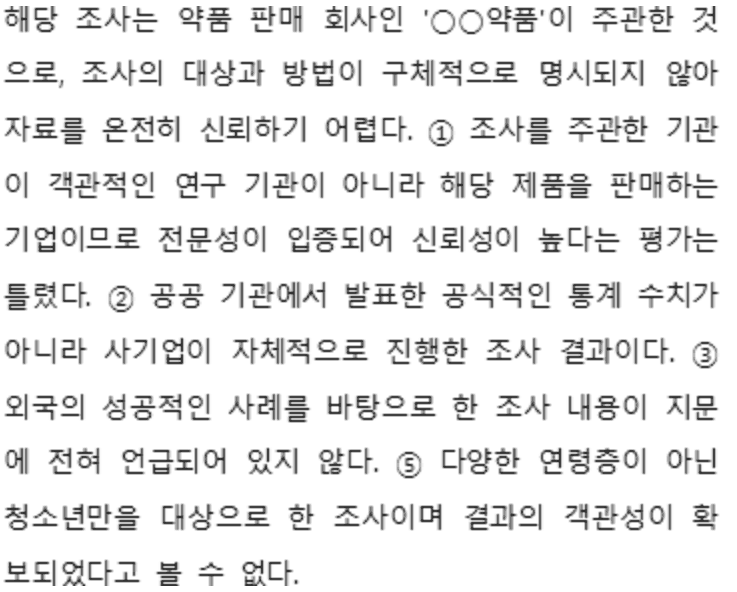 해당 조사는 약품 판매 회사인 '○○약품'이 주관한 것
으로, 조사의 대상과 방법이 구체적으로 명시되지 않아
자료를 온전히 신뢰하기 어렵다. ① 조사를 주관한 기관
이 객관적인 연구 기관이 아니라 해당 제품을 판매하는
기업이므로 전문성이 입증되어 신뢰성이 높다는 평가는
틀렸다. ② 공공 기관에서 발표한 공식적인 통계 수치가
아니라 사기업이 자체적으로 진행한 조사 결과이다. ③
외국의 성공적인 사례를 바탕으로 한 조사 내용이 지문
에 전혀 언급되어 있지 않다. ⑤ 다양한 연령층이 아닌
청소년만을 대상으로 한 조사이며 결과의 객관성이 확
보되었다고 볼 수 없다.